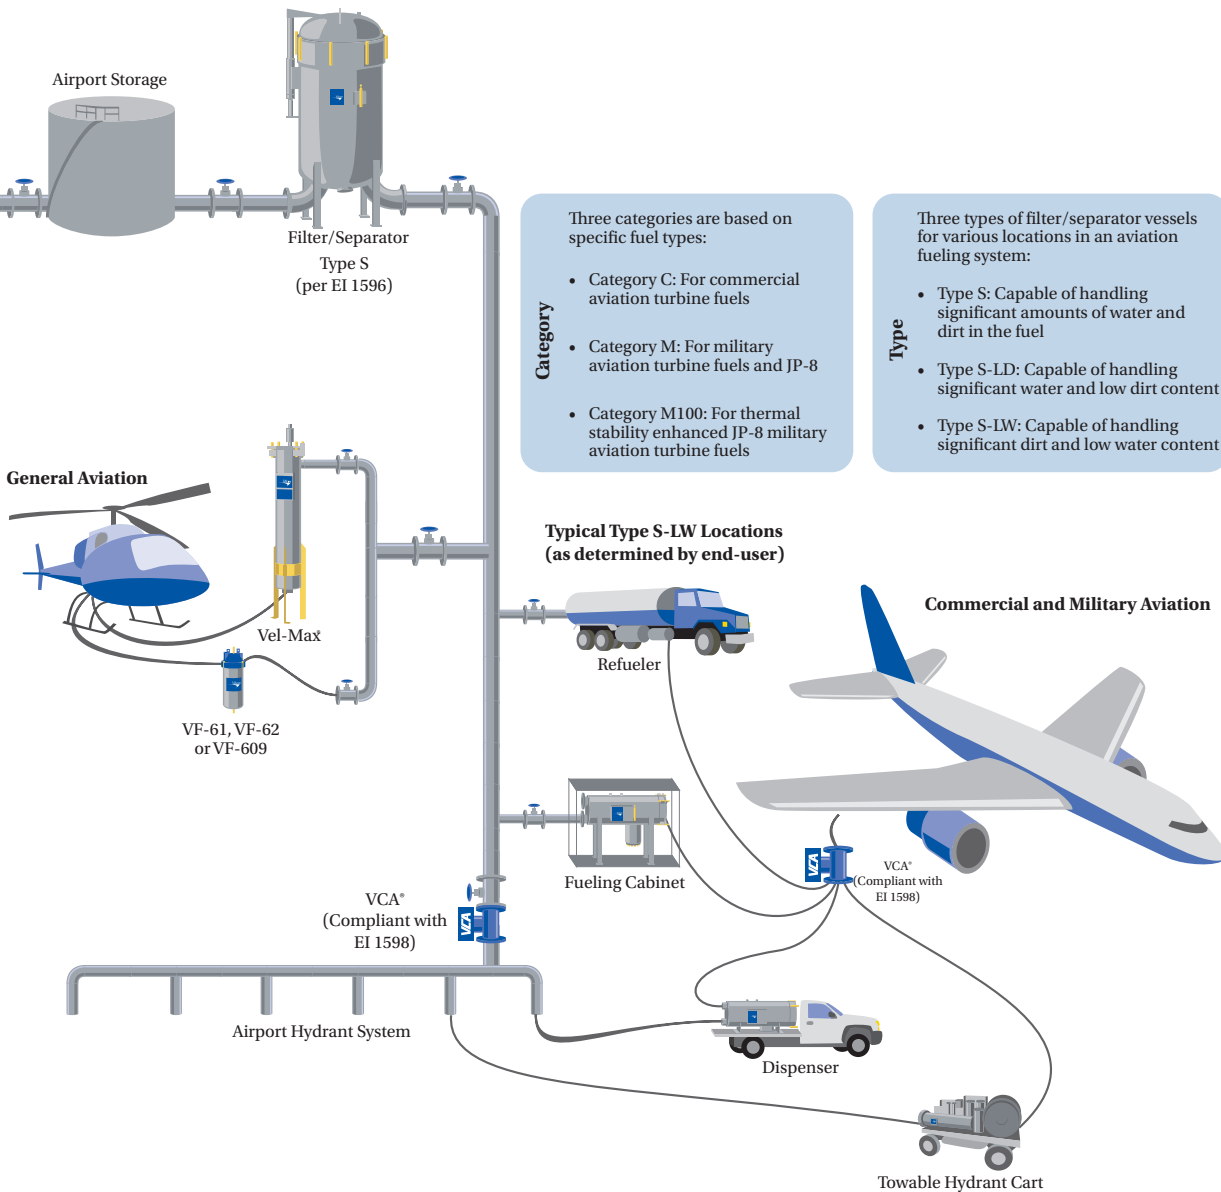 Airport Storage
Filter/Separator
Type S
(per EI 1596)
Category
Three categories are based on
specific fuel types:
• Category C: For commercial
aviation turbine fuels
• Category M: For military
aviation turbine fuels and JP-8
• Category M100: For thermal
stability enhanced JP-8 military
aviation turbine fuels
Type
Three types of filter/separator vessels
for various locations in an aviation
fueling system:
• Type S: Capable of handling
significant amounts of water and
dirt in the fuel
• Type S-LD: Capable of handling
significant water and low dirt content
• Type S-LW: Capable of handling
significant dirt and low water content
General Aviation
Vel-Max
VF-61, VF-62
or VF-609
Typical Type S-LW Locations
(as determined by end-user)
Refueler
Commercial and Military Aviation
Fueling Cabinet
VCA
VCA®
(Compliant with
EI 1598)
VCA®
(Compliant with
EI 1598)
VCA
Airport Hydrant System
Dispenser
Towable Hydrant Cart